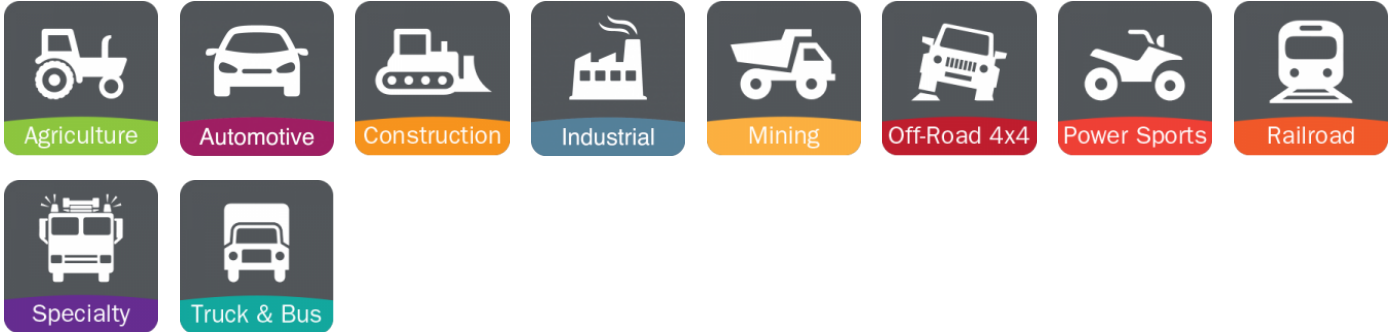 Agriculture
Automotive
Construction
Industrial
Mining
Off-Road 4x4
Power Sports
Railroad
Specialty
Truck & Bus